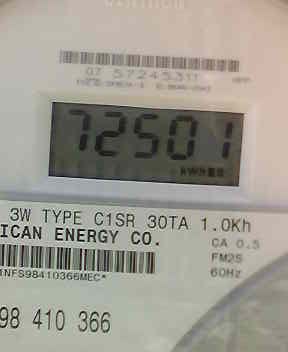 07 57245311
72501
kWh
3W TYPE C1SR 30TA 1.0Kh
ICAN ENERGY CO.
CA 0.5
FM2S
60Hz
1NFS98410366MEC*
98 410 366